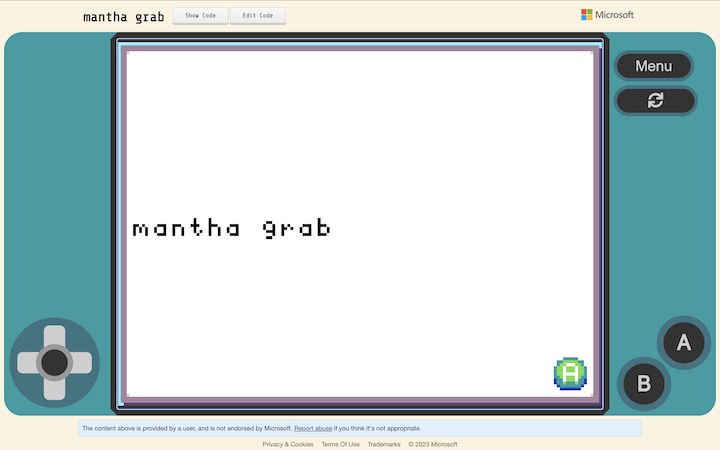 mantha grab Show Code Edit Code Microsoft
Menu
mantha grab
A
A
B
The content above is provided by a user, and is not endorsed by Microsoft. Report abuse if you think it's not appropriate.
Privacy & Cookies Terms Of Use Trademarks © 2023 Microsoft